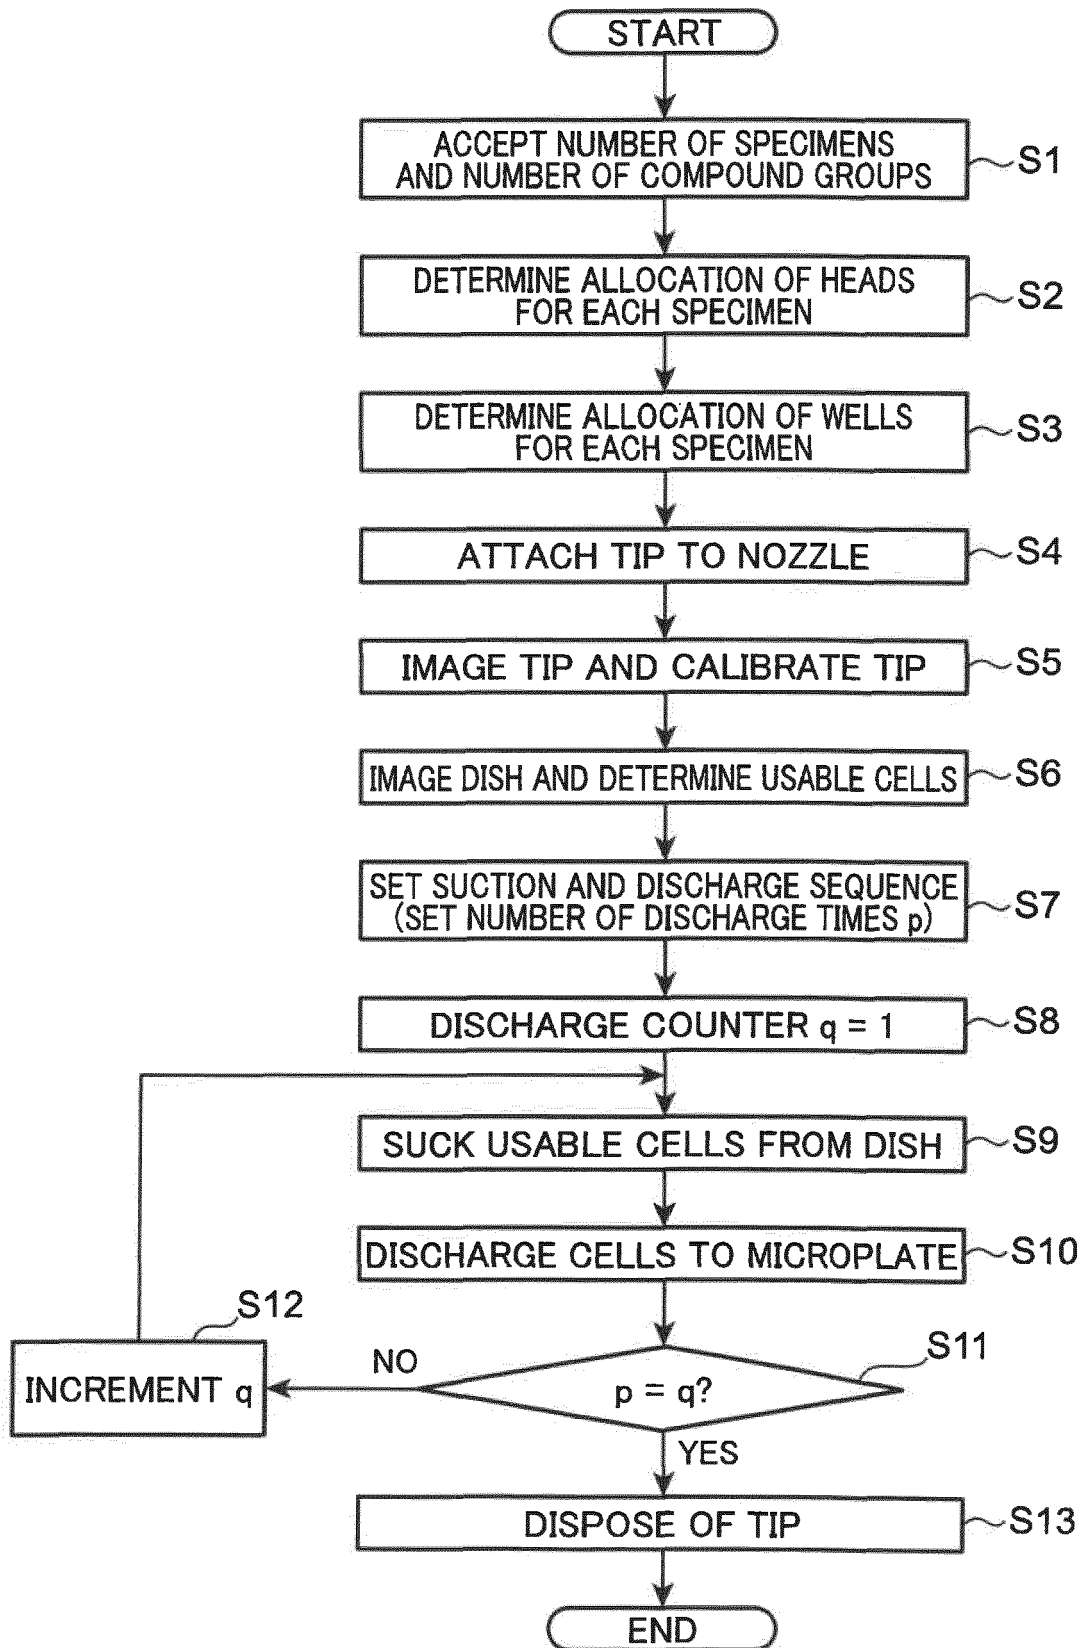 START
ACCEPT NUMBER OF SPECIMENS
AND NUMBER OF COMPOUND GROUPS
S1
DETERMINE ALLOCATION OF HEADS
FOR EACH SPECIMEN
S2
DETERMINE ALLOCATION OF WELLS
FOR EACH SPECIMEN
S3
ATTACH TIP TO NOZZLE
S4
IMAGE TIP AND CALIBRATE TIP
S5
IMAGE DISH AND DETERMINE USABLE CELLS
S6
SET SUCTION AND DISCHARGE SEQUENCE
(SET NUMBER OF DISCHARGE TIMES p)
S7
DISCHARGE COUNTER q = 1
S8
SUCK USABLE CELLS FROM DISH
S9
DISCHARGE CELLS TO MICROPLATE
S10
S12
INCREMENT q
NO
p = q?
S11
YES
DISPOSE OF TIP
S13
END